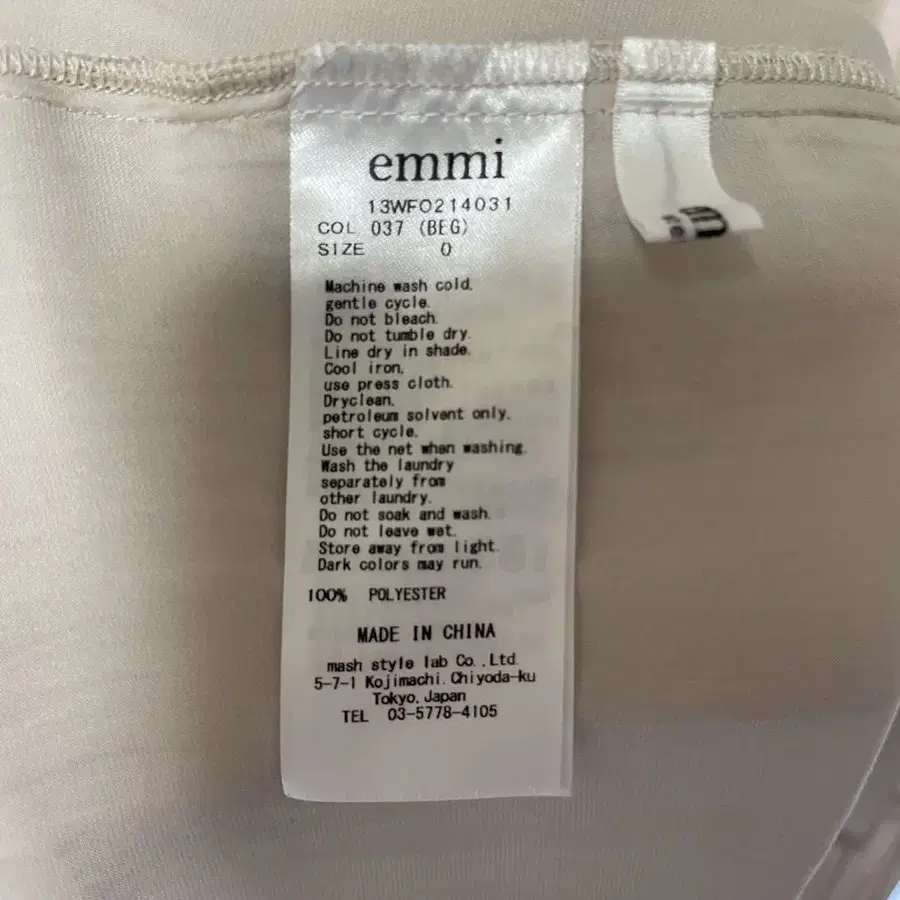 emmi
13WFO214031
COL 037 (BEG)
SIZE 0
Machine wash cold.
gentle cycle.
Do not bleach.
Do not tumble dry.
Line dry in shade.
Cool iron,
use press cloth.
Dryclean,
petroleum solvent only.
short cycle.
Use the net when washing.
Wash the laundry
separately from
other laundry.
Do not soak and wash.
Do not leave wet.
Store away from light.
Dark colors may run.
100% POLYESTER
MADE IN CHINA
mash style lab Co.,Ltd.
5-7-1 Kojimachi. Chiyoda-ku
Tokyo, Japan
TEL 03-5778-4105